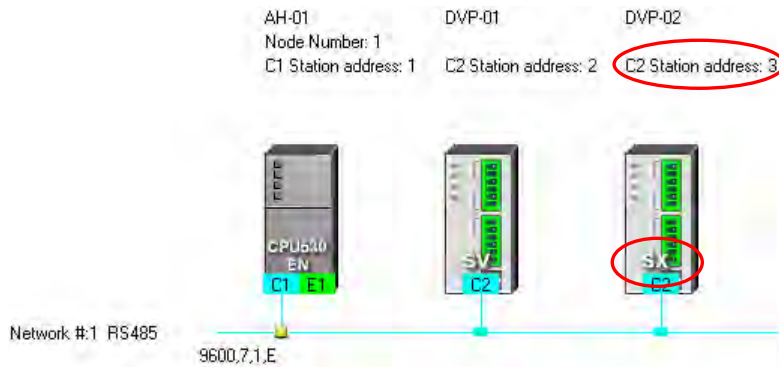 AH-01
Node Number: 1
C1 Station address: 1
DVP-01
C2 Station address: 2
DVP-02
C2 Station address: 3
CPU530
EN
C1 E1
SV
C2
SX
C2
Network #:1 RS485
9600,7,1,E